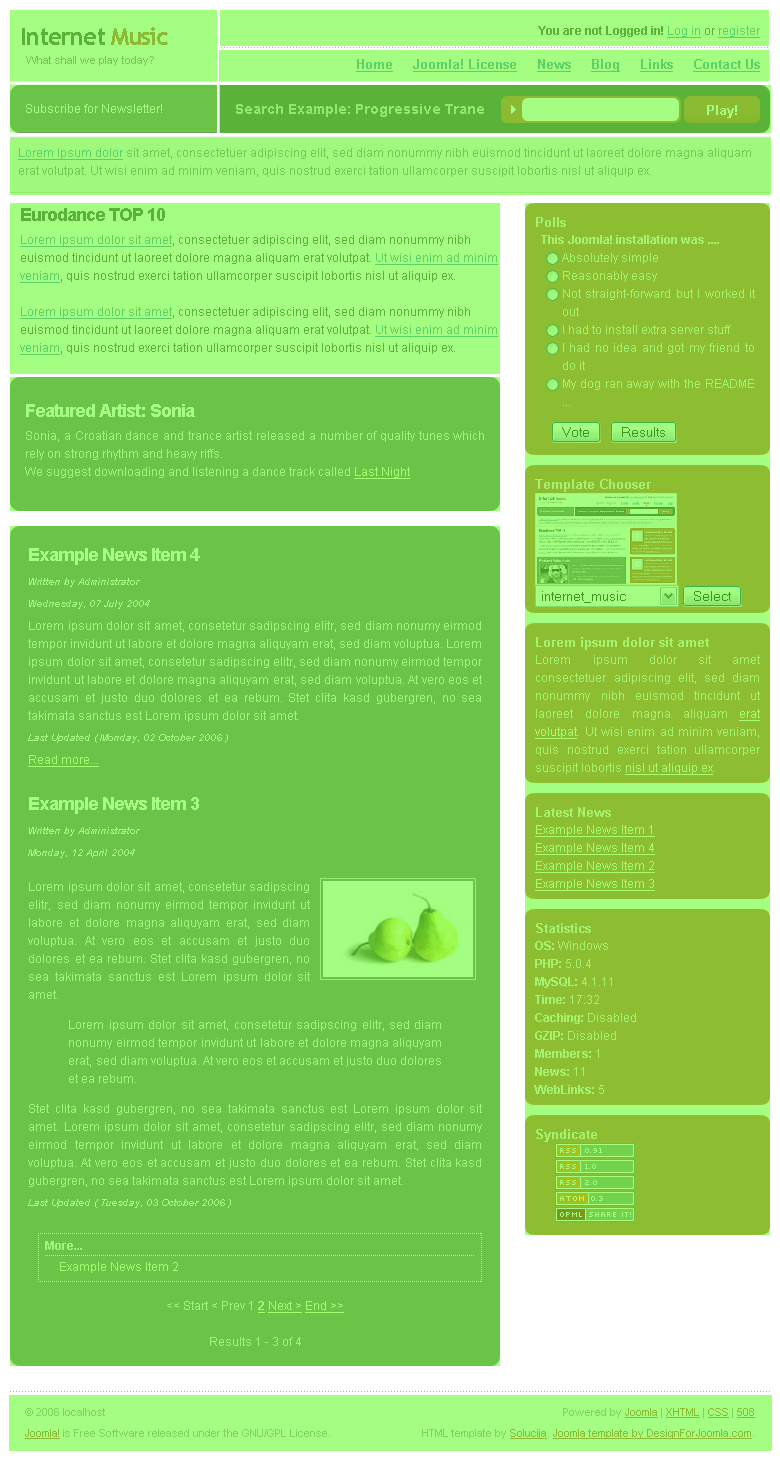 Internet Music
What shall we play today?
You are not Logged in! Log in or register
Home Joomla! License News Blog Links Contact Us
Subscribe for Newsletter!
Search Example: Progressive Trane
Play!
Lorem ipsum dolor sit amet, consectetuer adipiscing elit, sed diam nonummy nibh euismod tincidunt ut laoreet dolore magna aliquam
erat volutpat. Ut wisi enim ad minim veniam, quis nostrud exerci tation ullamcorper suscipit lobortis nisl ut aliquip ex.
Eurodance TOP 10
Lorem ipsum dolor sit amet, consectetuer adipiscing elit, sed diam nonummy nibh
euismod tincidunt ut laoreet dolore magna aliquam erat volutpat. Ut wisi enim ad minim
veniam, quis nostrud exerci tation ullamcorper suscipit lobortis nisl ut aliquip ex.
Lorem ipsum dolor sit amet, consectetuer adipiscing elit, sed diam nonummy nibh
euismod tincidunt ut laoreet dolore magna aliquam erat volutpat. Ut wisi enim ad minim
veniam, quis nostrud exerci tation ullamcorper suscipit lobortis nisl ut aliquip ex.
Featured Artist: Sonia
Sonia, a Croatian dance and trance artist released a number of quality tunes which
rely on strong rhythm and heavy riffs.
We suggest downloading and listening a dance track called Last Night
Example News Item 4
Written by Administrator
Wednesday, 07 July 2004
Lorem ipsum dolor sit amet, consetetur sadipscing elitr, sed diam nonumy eirmod
tempor invidunt ut labore et dolore magna aliquyam erat, sed diam voluptua. Lorem
ipsum dolor sit amet, consetetur sadipscing elitr, sed diam nonumy eirmod tempor
invidunt ut labore et dolore magna aliquyam erat, sed diam voluptua. At vero eos et
accusam et justo duo dolores et ea rebum. Stet clita kasd gubergren, no sea
takimata sanctus est Lorem ipsum dolor sit amet.
Last Updated ( Monday, 02 October 2006 )
Read more...
Example News Item 3
Written by Administrator
Monday, 12 April 2004
Lorem ipsum dolor sit amet, consetetur sadipscing
elitr, sed diam nonumy eirmod tempor invidunt ut
labore et dolore magna aliquyam erat, sed diam
voluptua. At vero eos et accusam et justo duo
dolores et ea rebum. Stet clita kasd gubergren, no
sea takimata sanctus est Lorem ipsum dolor sit
amet.
Lorem ipsum dolor sit amet, consetetur sadipscing elitr, sed diam
nonumy eirmod tempor invidunt ut labore et dolore magna aliquyam
erat, sed diam voluptua. At vero eos et accusam et justo duo dolores
et ea rebum.
Stet clita kasd gubergren, no sea takimata sanctus est Lorem ipsum dolor sit
amet. Lorem ipsum dolor sit amet, consetetur sadipscing elitr, sed diam nonumy
eirmod tempor invidunt ut labore et dolore magna aliquyam erat, sed diam
voluptua. At vero eos et accusam et justo duo dolores et ea rebum. Stet clita kasd
gubergren, no sea takimata sanctus est Lorem ipsum dolor sit amet.
Last Updated ( Tuesday, 03 October 2006 )
More...
Example News Item 2
<< Start < Prev 1 2 Next > End >>
Results 1 - 3 of 4
Polls
This Joomla! installation was ....
Absolutely simple
Reasonably easy
Not straight-forward but I worked it
out
I had to install extra server stuff
I had no idea and got my friend to
do it
My dog ran away with the README
...
Vote Results
Template Chooser
internet_music Select
Lorem ipsum dolor sit amet
Lorem ipsum dolor sit amet
consectetuer adipiscing elit, sed diam
nonummy nibh euismod tincidunt ut
laoreet dolore magna aliquam erat
volutpat. Ut wisi enim ad minim veniam,
quis nostrud exerci tation ullamcorper
suscipit lobortis nisl ut aliquip ex.
Latest News
Example News Item 1
Example News Item 4
Example News Item 2
Example News Item 3
Statistics
OS: Windows
PHP: 5.0.4
MySQL: 4.1.11
Time: 17:32
Caching: Disabled
GZIP: Disabled
Members: 1
News: 11
WebLinks: 5
Syndicate
RSS 0.91
RSS 1.0
RSS 2.0
ATOM 0.3
OPML SHARE IT!
© 2006 localhost
Powered by Joomla | XHTML | CSS | 508
Joomla! is Free Software released under the GNU/GPL License.
HTML template by Solucija. Joomla template by DesignForJoomla.com.